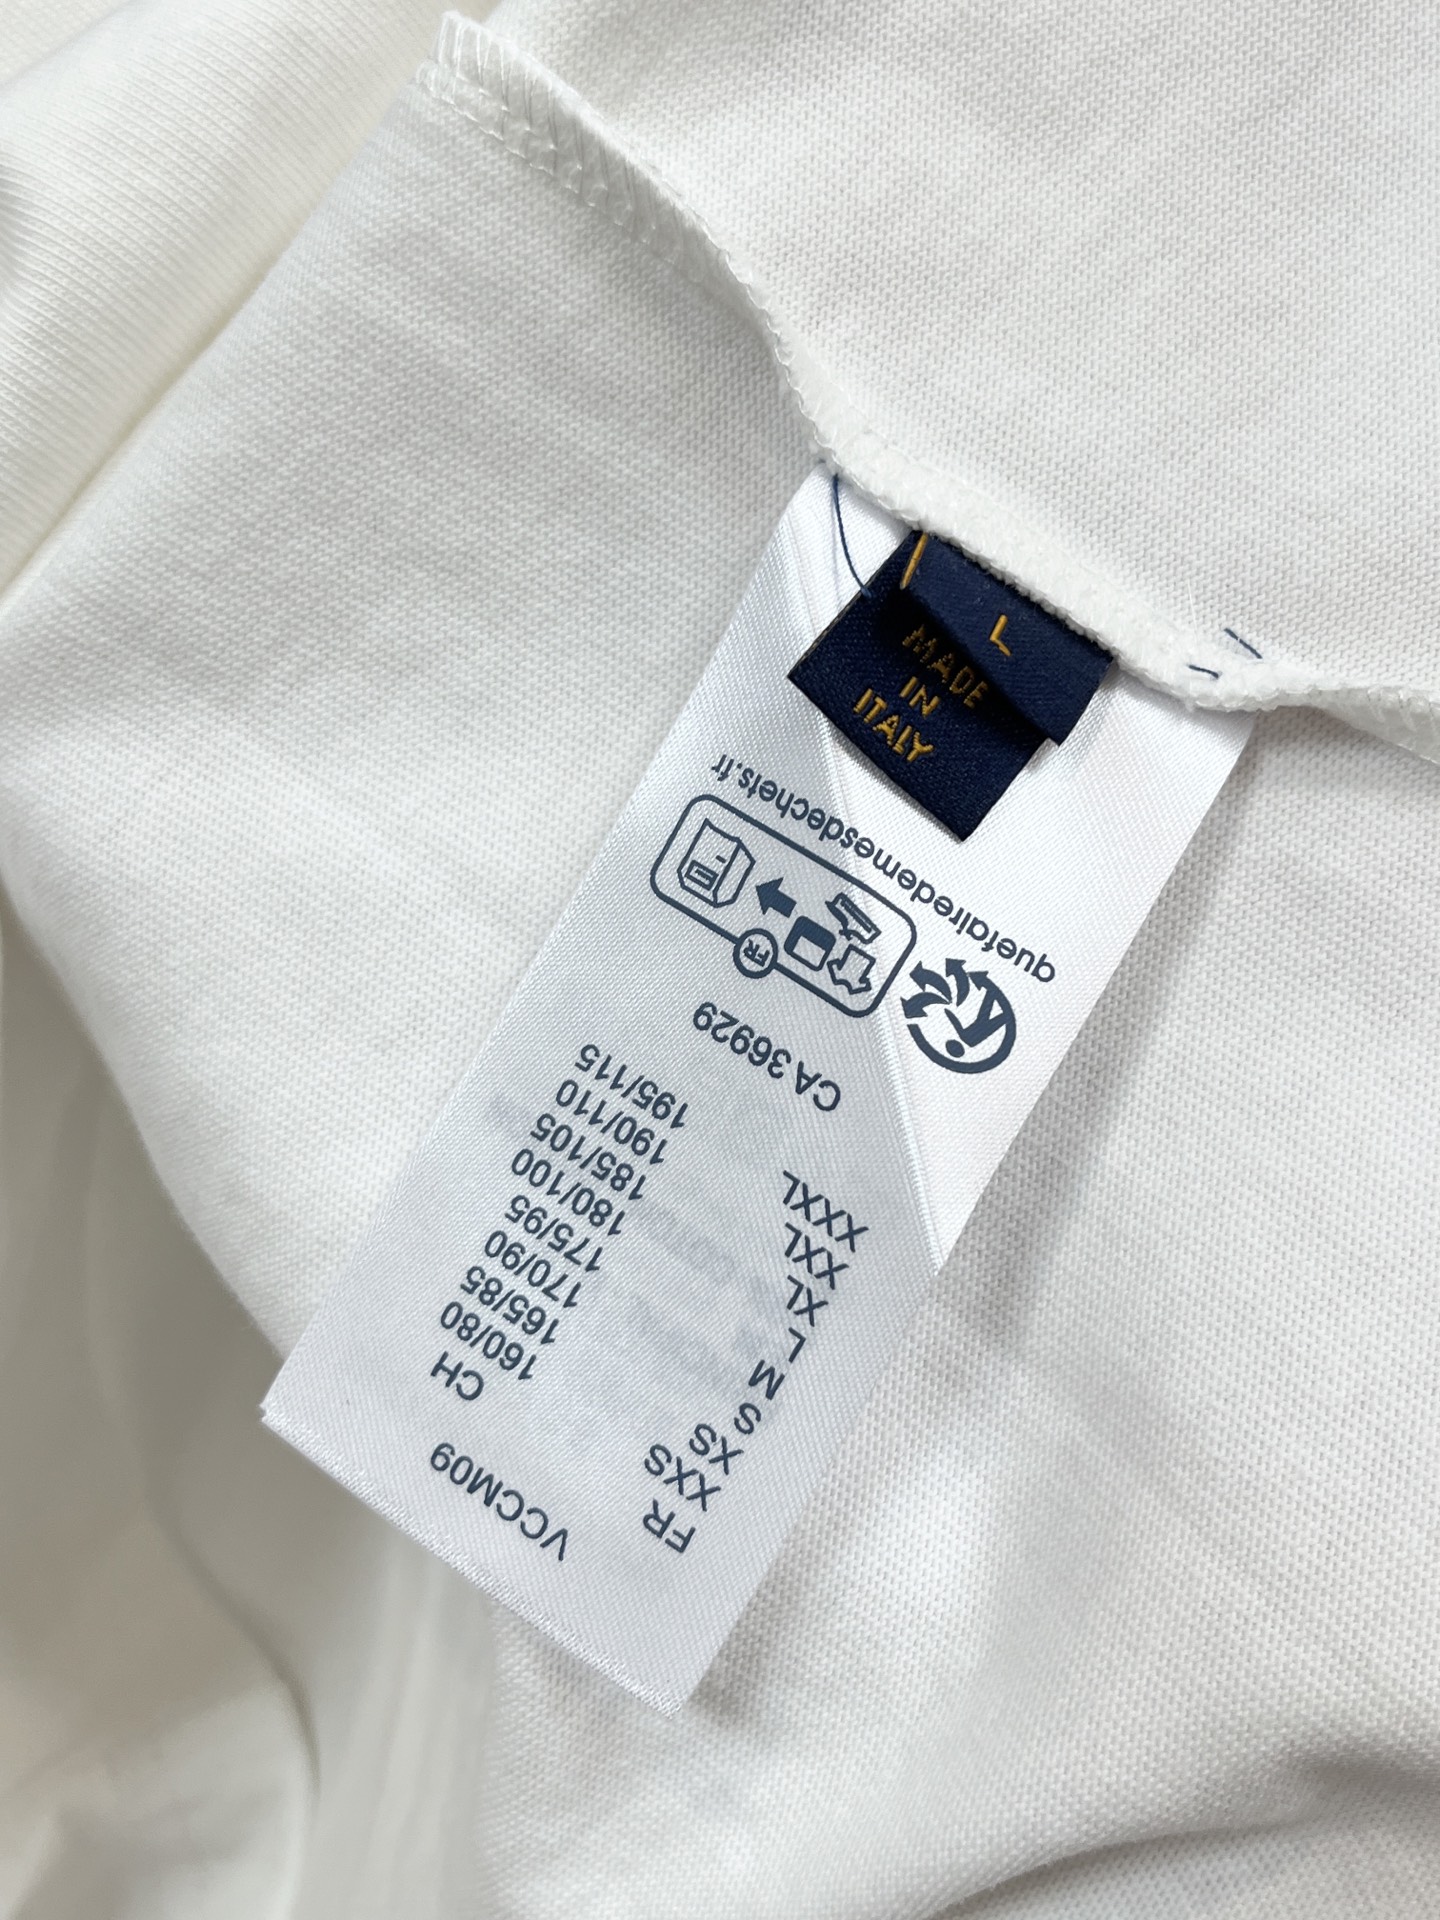 L
MADE
IN
ITALY
VCCM09
FR CH
XXS 160/80
XS 165/85
S 170/90
M 175/95
L 180/100
XL 185/105
XXL 190/110
XXXL 195/115
CA 36929
FR
quefairedemesdechets.fr